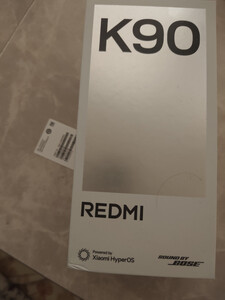 K90
REDMI
Powered by
Xiaomi HyperOS
SOUND BY
BOSE